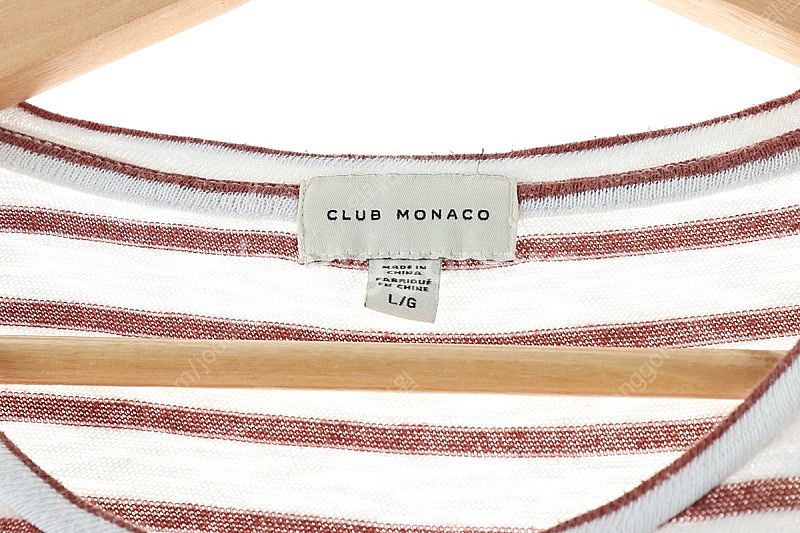 CLUB MONACO
MADE IN
CHINA
FABRIQUÉ
EN CHINE
L/G